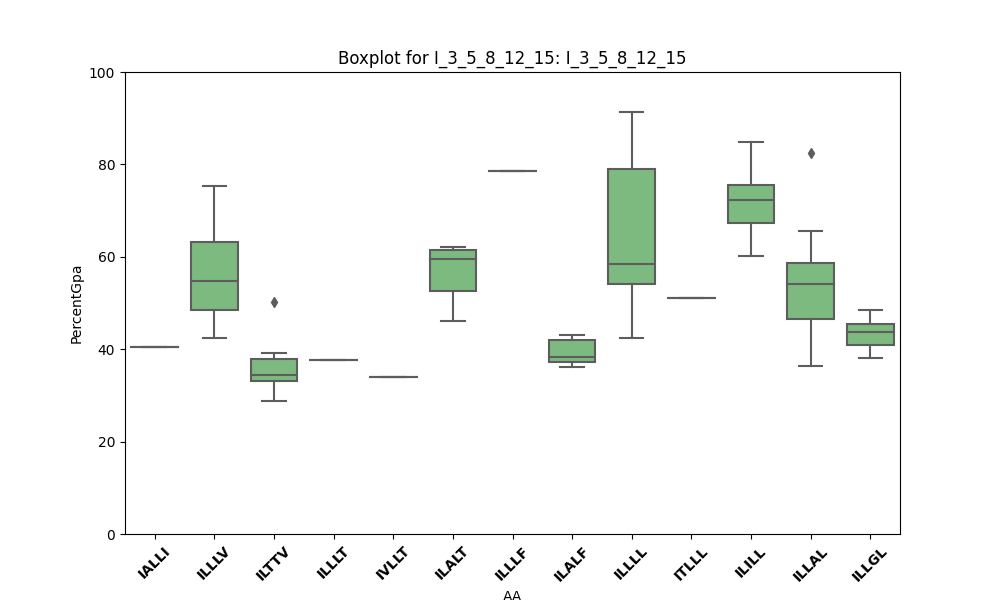 Boxplot for I_3_5_8_12_15: I_3_5_8_12_15
100
80
60
40
20
0
PercentGpa
IALLI
ILLLV
ILTTV
ILLLT
IVLLT
ILALT
ILLLF
ILALF
ILLLL
ITLLL
ILILL
ILLAL
ILLGL
AA